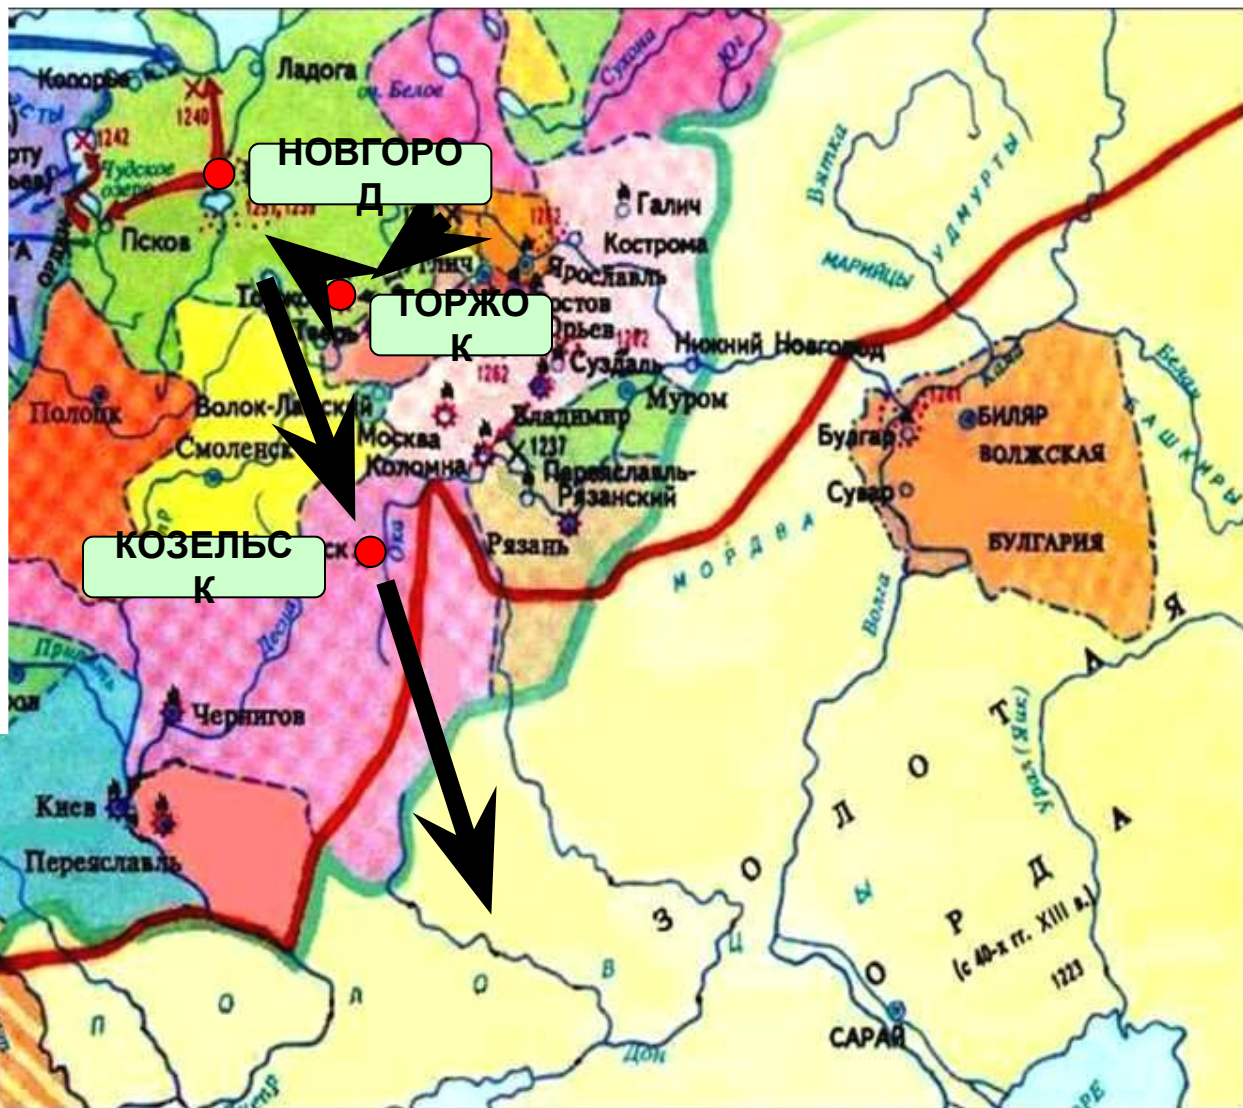 Копорье
Ладога
оз. Белое
Сухона
Юг
1240
1242
НОВГОРО
Д
Чудское
озеро
Псков
Галич
Кострома
Ярославль
Вятка
УДМУРТЫ
МАРИЙЦЫ
ТОРЖО
К
Тверь
Суздаль
Нижний Новгород
Кама
Белая
БАШКИРЫ
1262
Полоцк
Волок-Ламский
Владимир
Муром
Москва
Смоленск
Коломна
1237
Переяславль-
Рязанский
1241
Булгар
БИЛЯР
ВОЛЖСКАЯ
Сувар
БУЛГАРИЯ
КОЗЕЛЬС
К
ск
Ока
Рязань
МОРДВА
Волга
Десна
Припять
Чернигов
Урал (Яик)
Киев
Переяславль
ЗОЛОТАЯ
ОРДА
(с 40-х гг. XIII в.)
1223
ПОЛОВЦЫ
САРАЙ
Дон